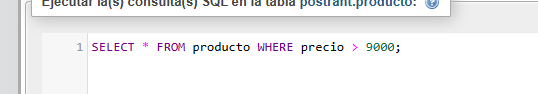 Ejecutar la(s) consulta(s) SQL en la tabla postrant.producto:
1 SELECT * FROM producto WHERE precio > 9000;